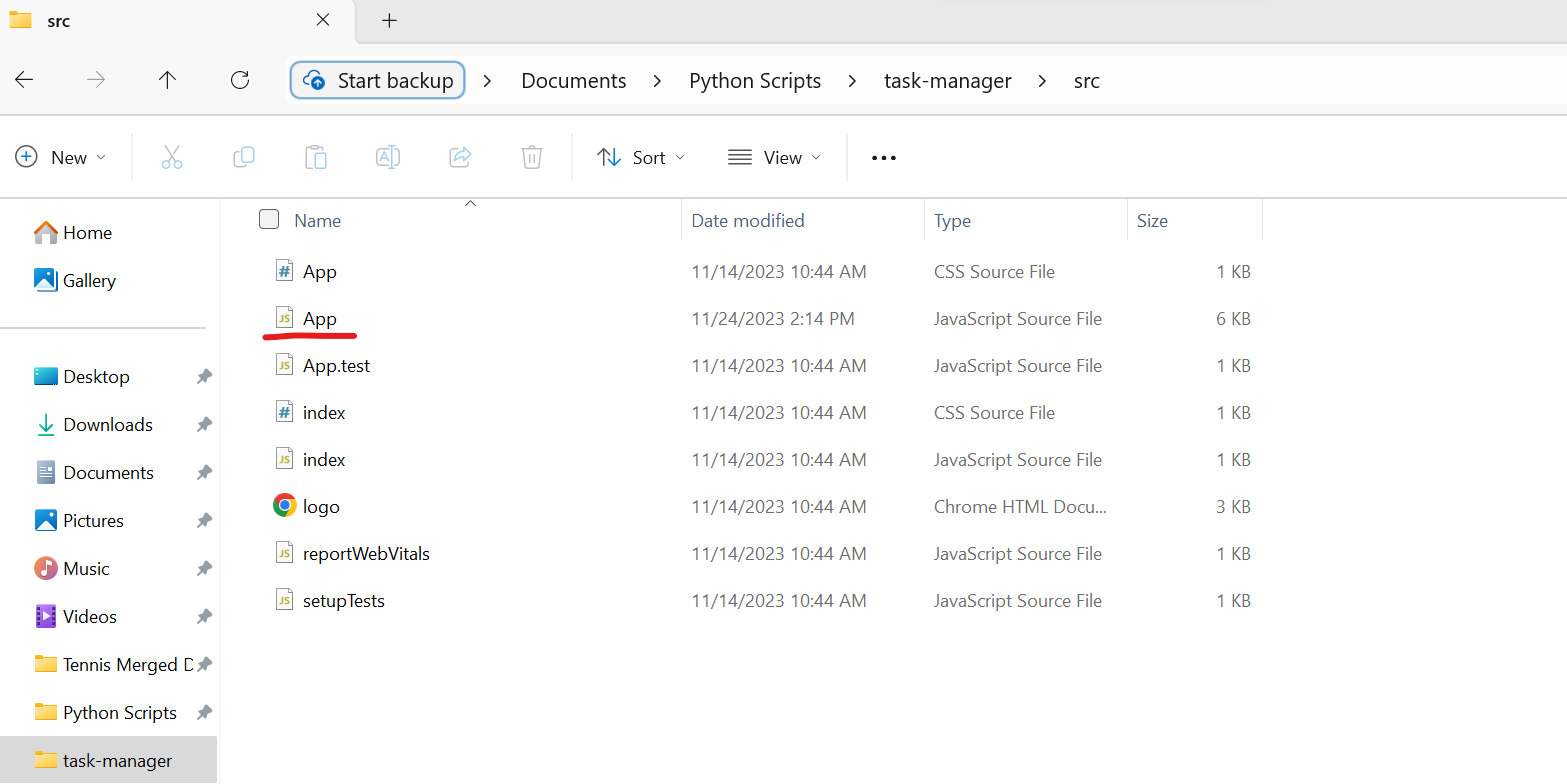 src
Start backup > Documents > Python Scripts > task-manager > src
New Sort View
Name Date modified Type Size
App 11/14/2023 10:44 AM CSS Source File 1 KB
App 11/24/2023 2:14 PM JavaScript Source File 6 KB
App.test 11/14/2023 10:44 AM JavaScript Source File 1 KB
index 11/14/2023 10:44 AM CSS Source File 1 KB
index 11/14/2023 10:44 AM JavaScript Source File 1 KB
logo 11/14/2023 10:44 AM Chrome HTML Docu... 3 KB
reportWebVitals 11/14/2023 10:44 AM JavaScript Source File 1 KB
setupTests 11/14/2023 10:44 AM JavaScript Source File 1 KB
Home
Gallery
Desktop
Downloads
Documents
Pictures
Music
Videos
Tennis Merged D
Python Scripts
task-manager